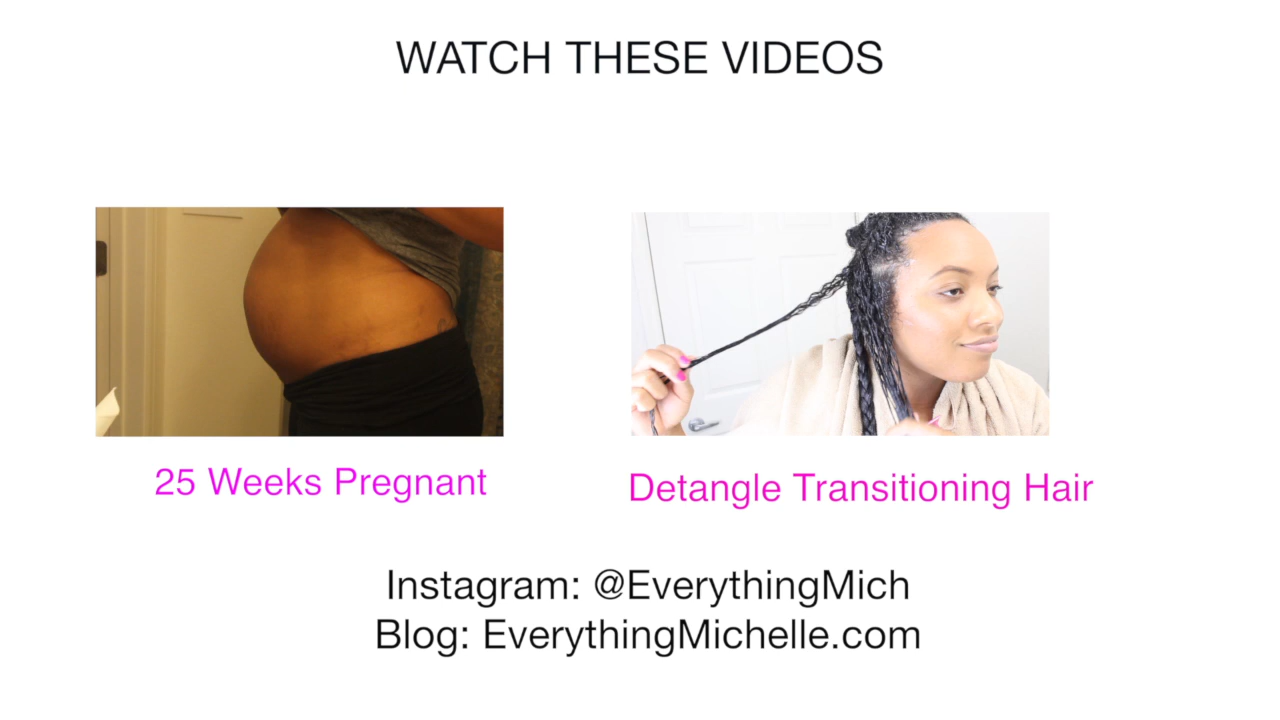 WATCH THESE VIDEOS
25 Weeks Pregnant
Detangle Transitioning Hair
Instagram: @EverythingMich
Blog: EverythingMichelle.com